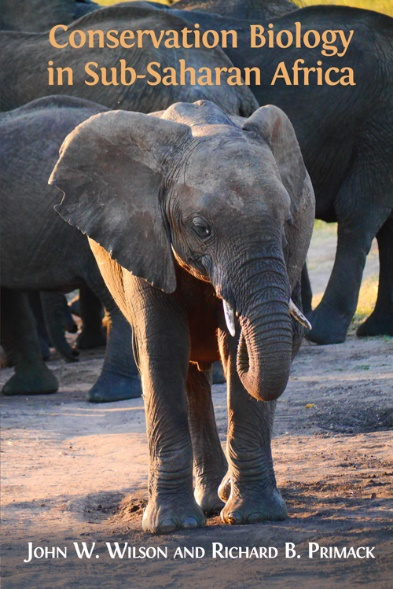 Conservation Biology
in Sub-Saharan Africa
John W. Wilson and Richard B. Primack